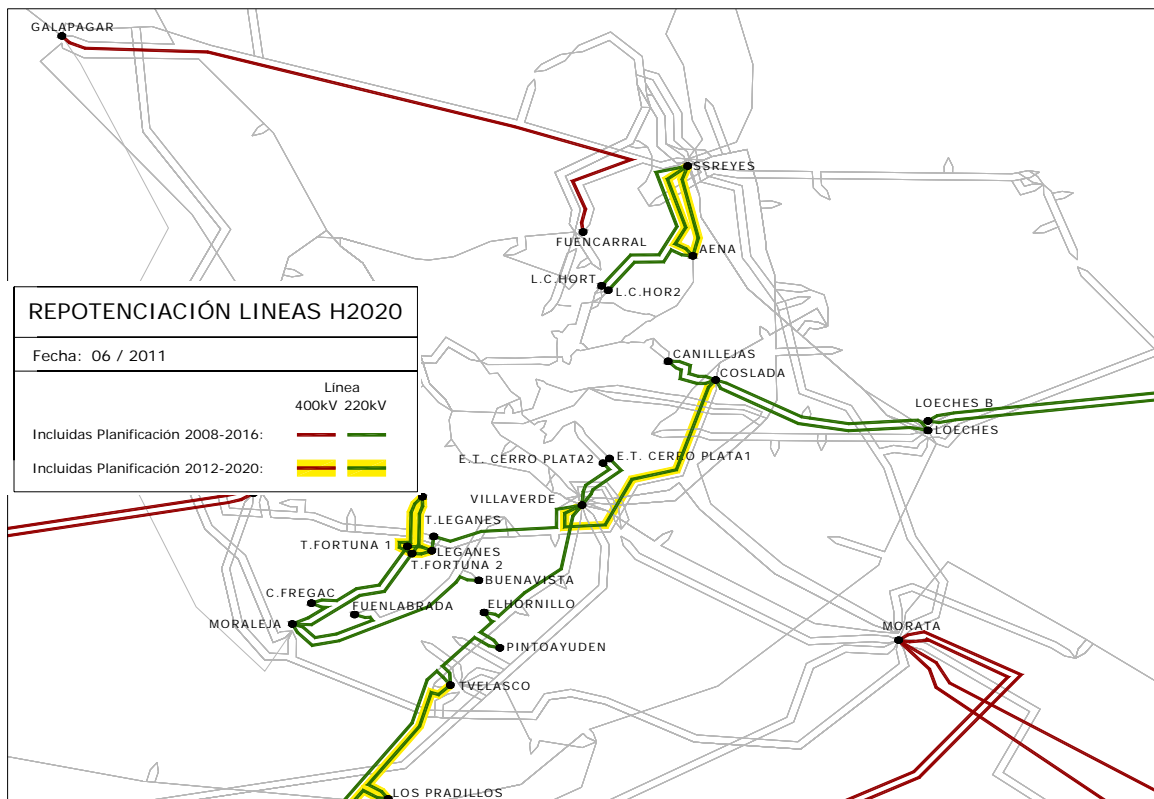 GALAPAGAR
SSREYES
FUENCARRAL
AENA
L.C.HORT
L.C.HOR2
REPOTENCIACIÓN LINEAS H2020
Fecha: 06 / 2011
Línea
400kV 220kV
Incluidas Planificación 2008-2016:
Incluidas Planificación 2012-2020:
CANILLEJAS
COSLADA
LOECHES B
LOECHES
E.T. CERRO PLATA2
E.T. CERRO PLATA1
VILLAVERDE
T.LEGANES
T.FORTUNA 1
LEGANES
T.FORTUNA 2
BUENAVISTA
C.FREGAC
FUENLABRADA
ELHORNILLO
MORALEJA
MORATA
PINTOAYUDEN
TVELASCO
LOS PRADILLOS